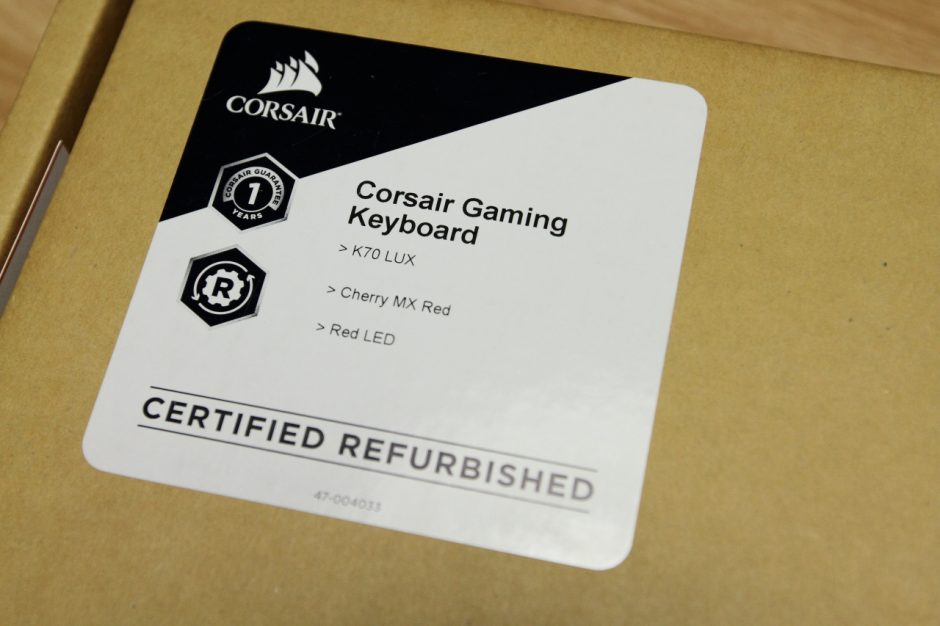 CORSAIR
CORSAIR GUARANTEE
1
YEARS
Corsair Gaming
Keyboard
> K70 LUX
> Cherry MX Red
> Red LED
R
CERTIFIED REFURBISHED
47-004033